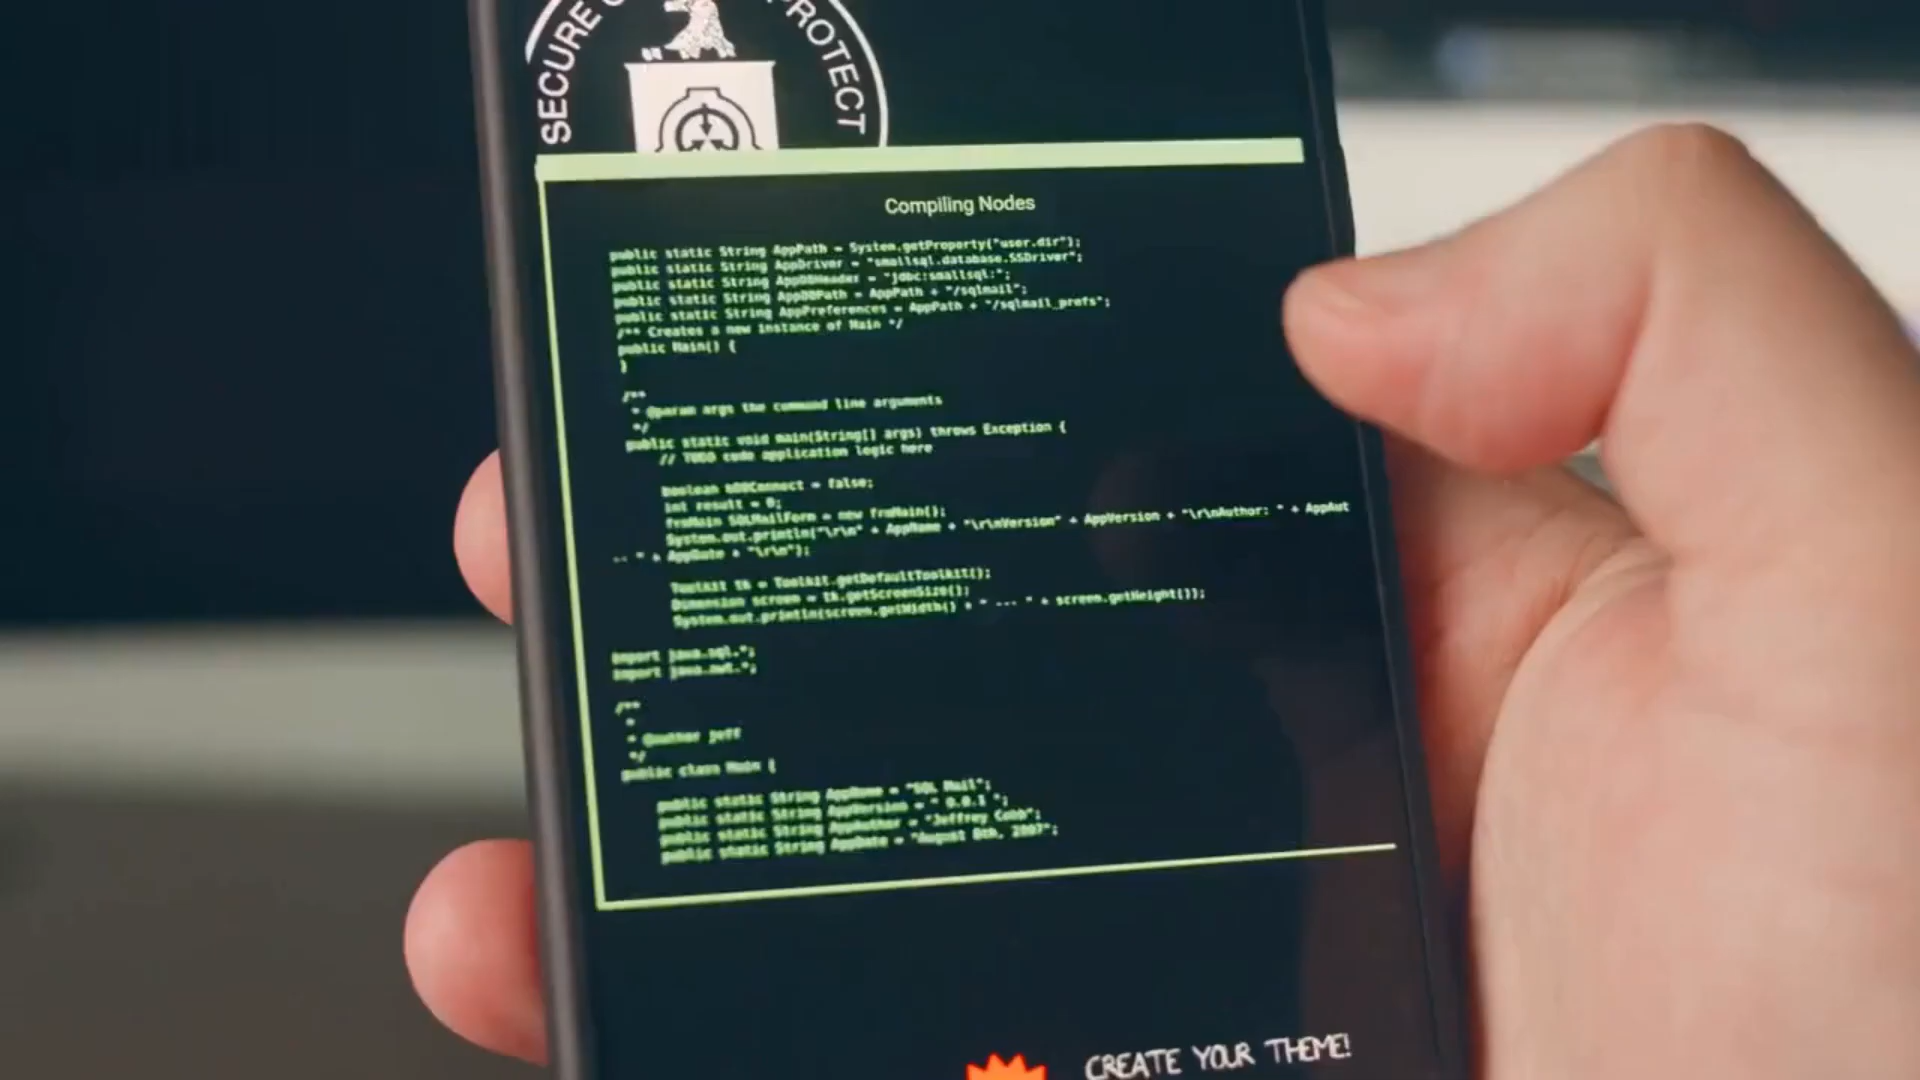 SECURE
PROTECT
Compiling Nodes
public static String AppPath = System.getProperty("user.dir");
public static String AppDriver = "smallsql.database.SSDriver";
public static String AppDBHeader = "jdbc:smallsql:";
public static String AppDBPath = AppPath + "/sqlmail";
public static String AppPreferences = AppPath + "/sqlmail_prefs";
/** Creates a new instance of Main */
public Main() {
}
/**
* @param args the command line arguments
*/
public static void main(String[] args) throws Exception {
// TODO code application logic here
boolean bDBConnect = false;
int result = 0;
frmMain SQLMailForm = new frmMain();
System.out.println("\r\n" + AppName + "\r\nVersion" + AppVersion + "\r\nAuthor: " + AppAut
-- " + AppDate + "\r\n");
Toolkit tk = Toolkit.getDefaultToolkit();
Dimension screen = tk.getScreenSize();
System.out.println(screen.getWidth() + " --- " + screen.getHeight());
import java.sql.*;
import java.awt.*;
/**
*
* @author jeff
*/
public class Main {
public static String AppName = "SQL Mail";
public static String AppVersion = " 0.0.1 ";
public static String AppAuthor = "Jeffrey Cobb";
public static String AppDate = "August 8th, 2007";
CREATE YOUR THEME!